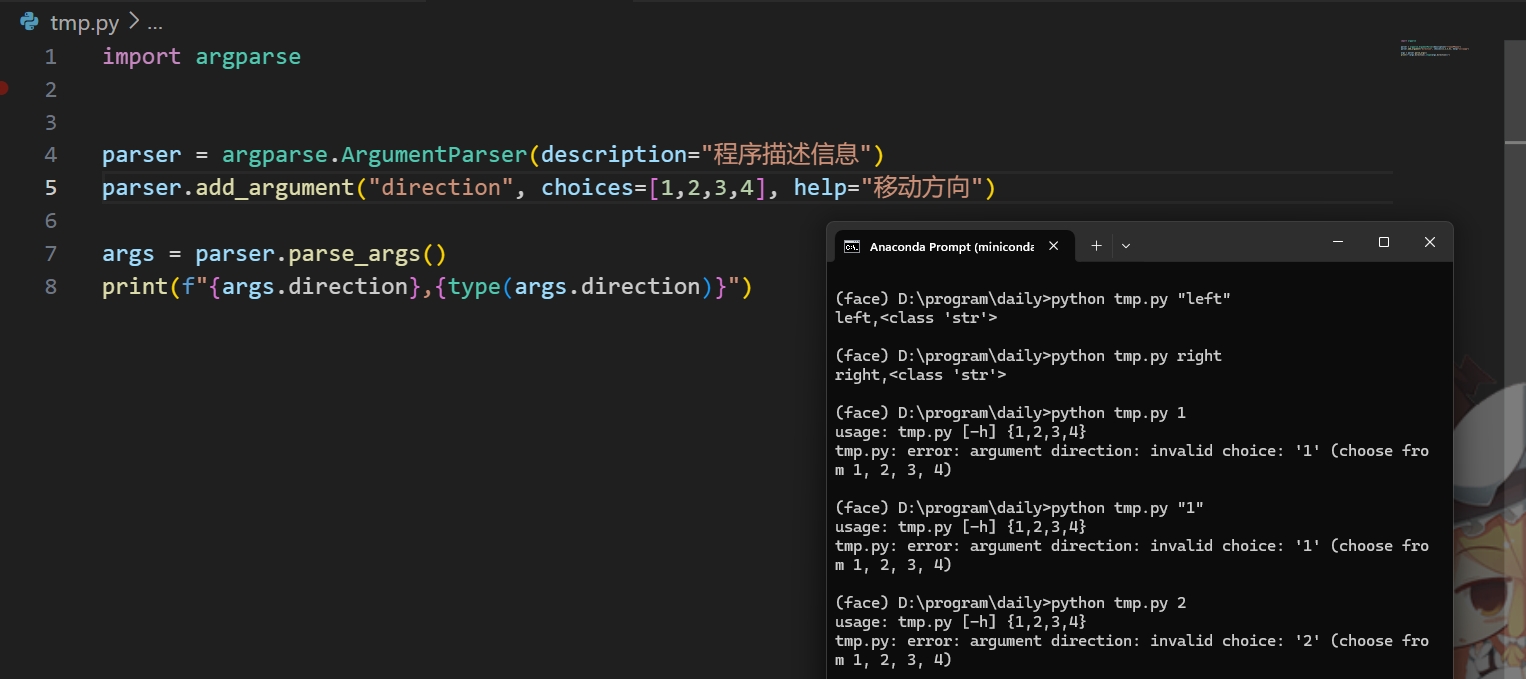 tmp.py > ...
1 import argparse
2
3
4 parser = argparse.ArgumentParser(description="程序描述信息")
5 parser.add_argument("direction", choices=[1,2,3,4], help="移动方向")
6
7 args = parser.parse_args()
8 print(f"{args.direction},{type(args.direction)}")
Anaconda Prompt (miniconda
(face) D:\program\daily>python tmp.py "left"
left,<class 'str'>
(face) D:\program\daily>python tmp.py right
right,<class 'str'>
(face) D:\program\daily>python tmp.py 1
usage: tmp.py [-h] {1,2,3,4}
tmp.py: error: argument direction: invalid choice: '1' (choose fro
m 1, 2, 3, 4)
(face) D:\program\daily>python tmp.py "1"
usage: tmp.py [-h] {1,2,3,4}
tmp.py: error: argument direction: invalid choice: '1' (choose fro
m 1, 2, 3, 4)
(face) D:\program\daily>python tmp.py 2
usage: tmp.py [-h] {1,2,3,4}
tmp.py: error: argument direction: invalid choice: '2' (choose fro
m 1, 2, 3, 4)